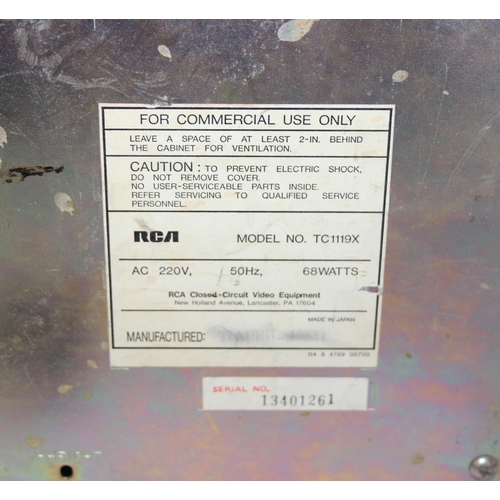 FOR COMMERCIAL USE ONLY
LEAVE A SPACE OF AT LEAST 2-IN. BEHIND
THE CABINET FOR VENTILATION.
CAUTION: TO PREVENT ELECTRIC SHOCK,
DO NOT REMOVE COVER.
NO USER-SERVICEABLE PARTS INSIDE.
REFER SERVICING TO QUALIFIED SERVICE
PERSONNEL.
RCA MODEL NO. TC1119X
AC 220V, 50Hz, 68WATTS
RCA Closed-Circuit Video Equipment
New Holland Avenue, Lancaster, PA 17604
MADE IN JAPAN
MANUFACTURED:
SERIAL NO.
13401261